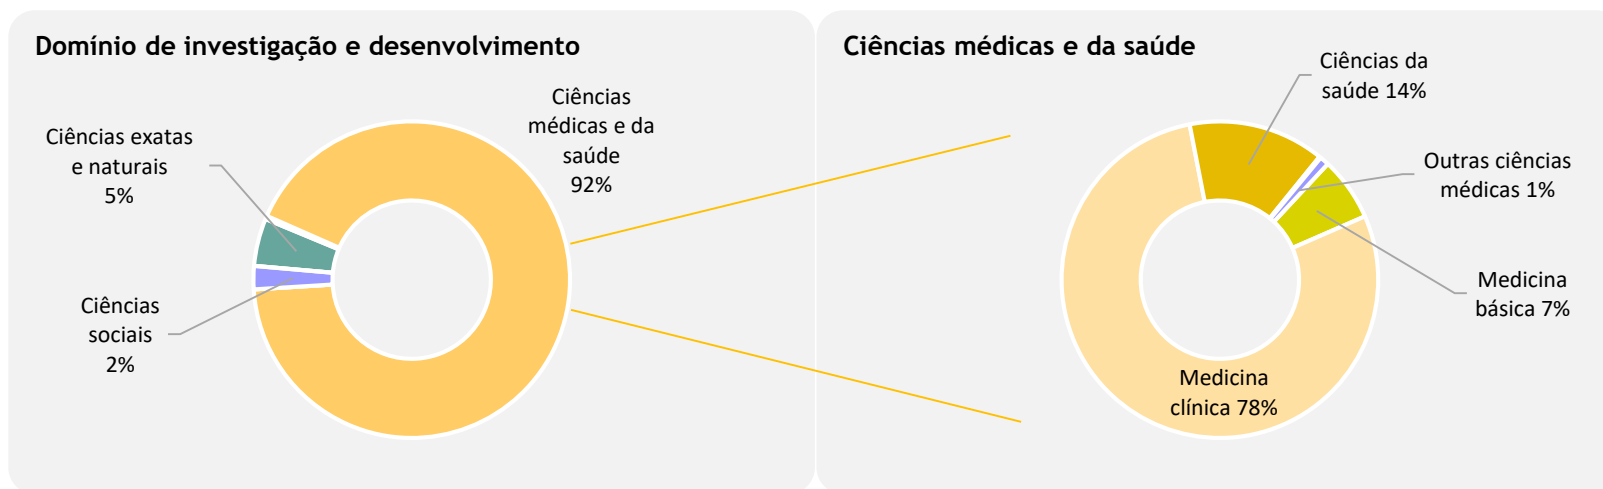 Domínio de investigação e desenvolvimento
Ciências
médicas e da
saúde
92%
Ciências exatas
e naturais
5%
Ciências
sociais
2%
Ciências médicas e da saúde
Ciências da
saúde 14%
Outras ciências
médicas 1%
Medicina
básica 7%
Medicina
clínica 78%